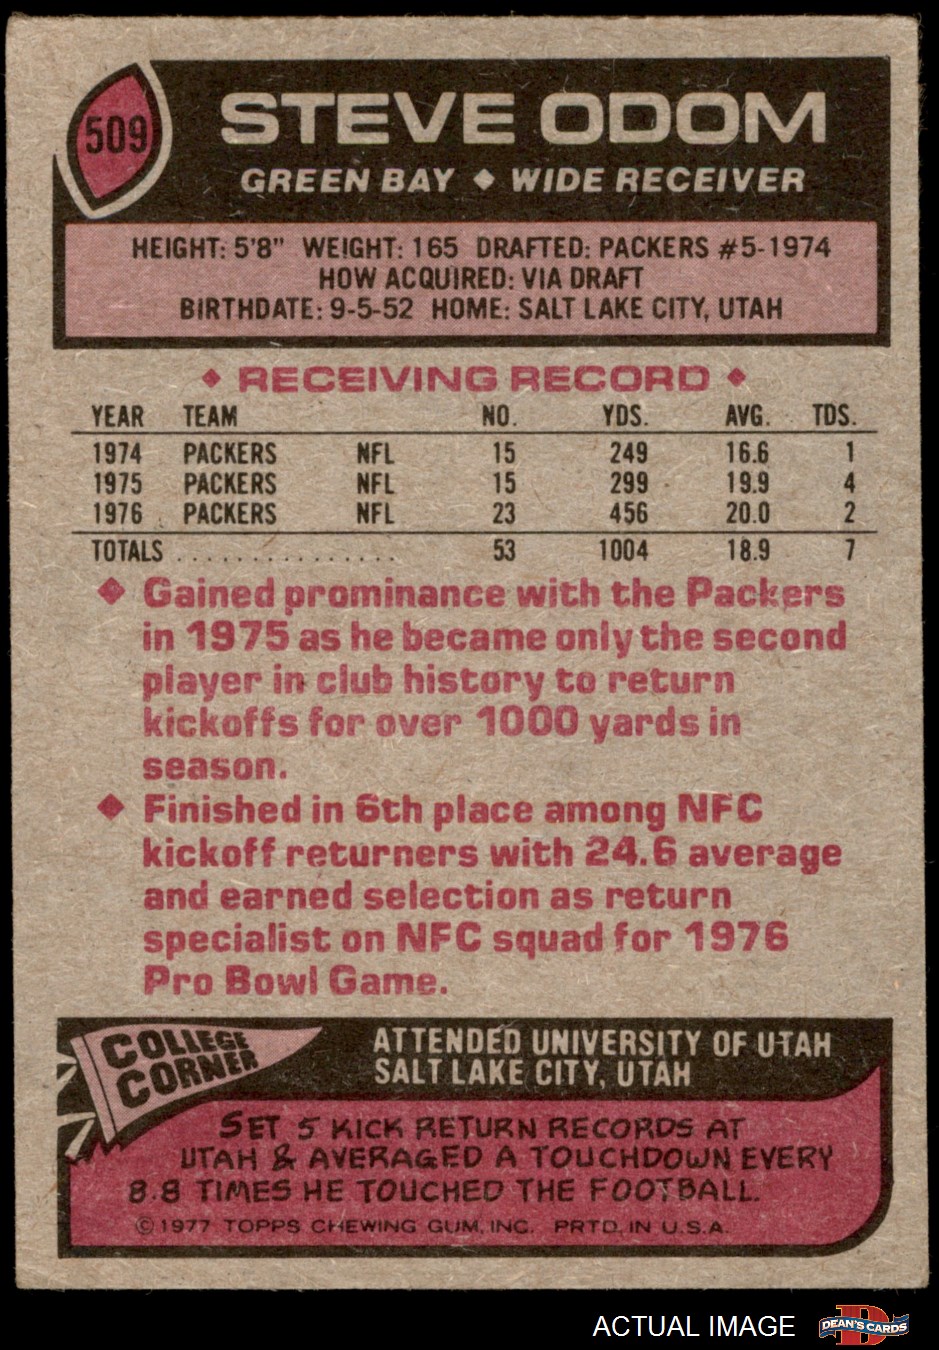 509
STEVE ODOM
GREEN BAY ◆ WIDE RECEIVER
HEIGHT: 5'8" WEIGHT: 165 DRAFTED: PACKERS #5-1974
HOW ACQUIRED: VIA DRAFT
BIRTHDATE: 9-5-52 HOME: SALT LAKE CITY, UTAH
◆ RECEIVING RECORD ◆
YEAR TEAM NO. YDS. AVG. TDS.
1974 PACKERS NFL 15 249 16.6 1
1975 PACKERS NFL 15 299 19.9 4
1976 PACKERS NFL 23 456 20.0 2
TOTALS . . . . . . . . . . . . . . . 53 1004 18.9 7
◆ Gained prominance with the Packers
in 1975 as he became only the second
player in club history to return
kickoffs for over 1000 yards in
season.
◆ Finished in 6th place among NFC
kickoff returners with 24.6 average
and earned selection as return
specialist on NFC squad for 1976
Pro Bowl Game.
COLLEGE
CORNER
ATTENDED UNIVERSITY OF UTAH
SALT LAKE CITY, UTAH
SET 5 KICK RETURN RECORDS AT
UTAH & AVERAGED A TOUCHDOWN EVERY
8.8 TIMES HE TOUCHED THE FOOTBALL.
©1977 TOPPS CHEWING GUM, INC. PRTD. IN U.S.A.
ACTUAL IMAGE
D
DEAN'S CARDS